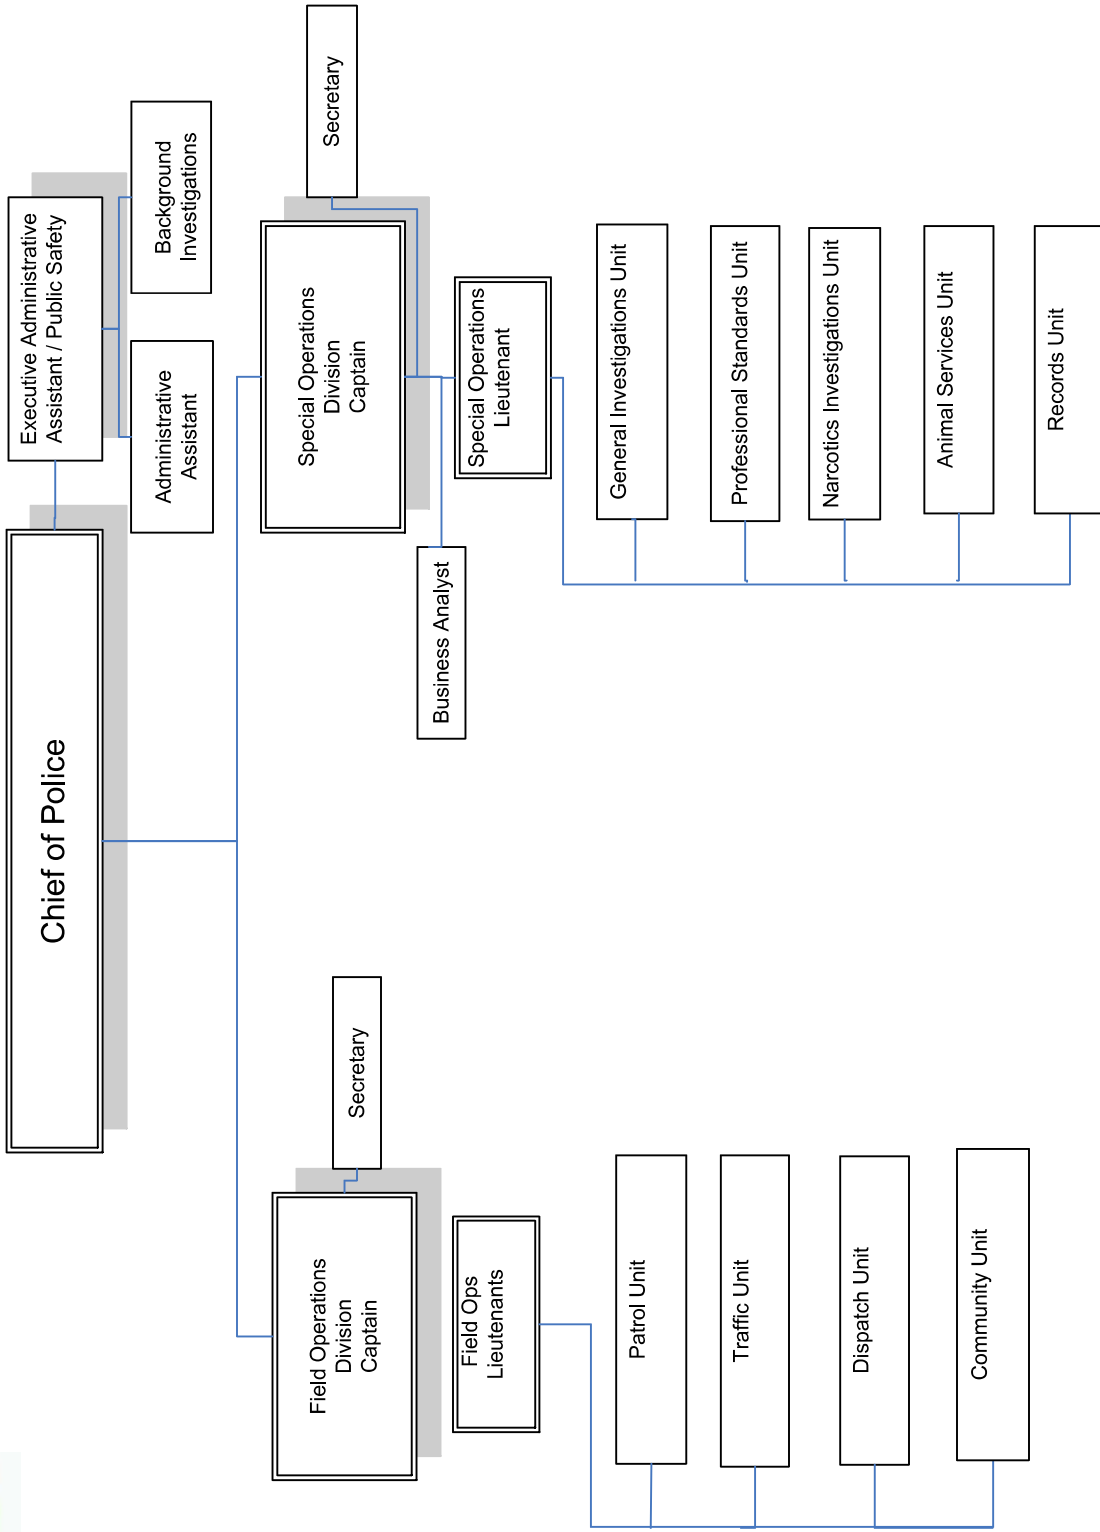 Chief of Police
Executive Administrative
Assistant / Public Safety
Administrative
Assistant
Background
Investigations
Field Operations
Division
Captain
Secretary
Field Ops
Lieutenants
Patrol Unit
Traffic Unit
Dispatch Unit
Community Unit
Special Operations
Division
Captain
Secretary
Business Analyst
Special Operations
Lieutenant
General Investigations Unit
Professional Standards Unit
Narcotics Investigations Unit
Animal Services Unit
Records Unit